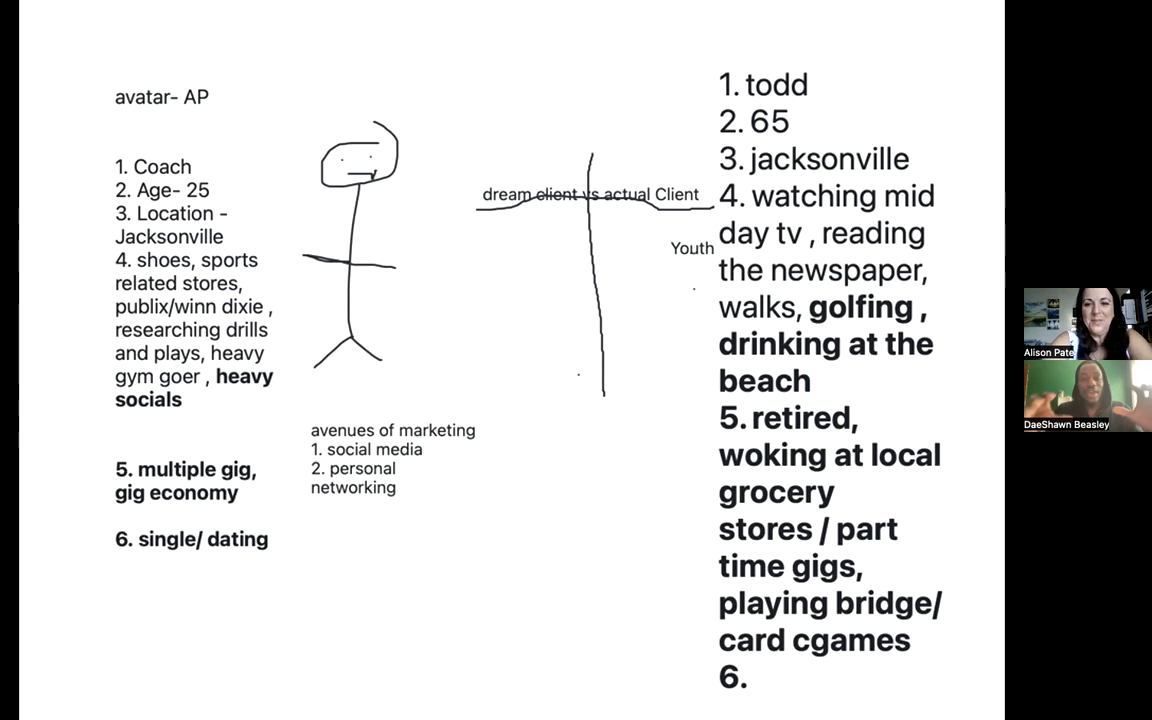 avatar- AP
1. Coach
2. Age- 25
3. Location -
Jacksonville
4. shoes, sports
related stores,
publix/winn dixie ,
researching drills
and plays, heavy
gym goer , heavy
socials
5. multiple gig,
gig economy
6. single/ dating
avenues of marketing
1. social media
2. personal
networking
dream client vs actual Client
Youth
1. todd
2. 65
3. jacksonville
4. watching mid
day tv , reading
the newspaper,
walks, golfing ,
drinking at the
beach
5. retired,
woking at local
grocery
stores / part
time gigs,
playing bridge/
card cgames
6.
Alison Pate
DaeShawn Beasley